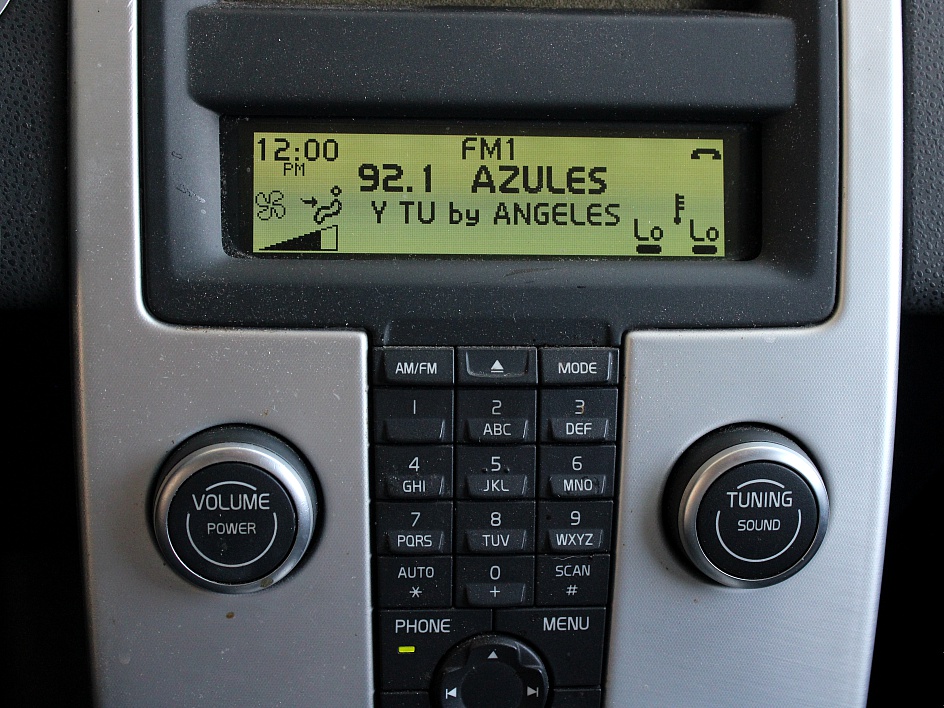 12:00 FM1
PM
92.1 AZULES
Y TU by ANGELES
Lo Lo
AM/FM MODE
1 2 3
ABC DEF
4 5 6
GHI JKL MNO
7 8 9
PQRS TUV WXYZ
AUTO 0 SCAN
* + #
VOLUME
POWER
TUNING
SOUND
PHONE MENU